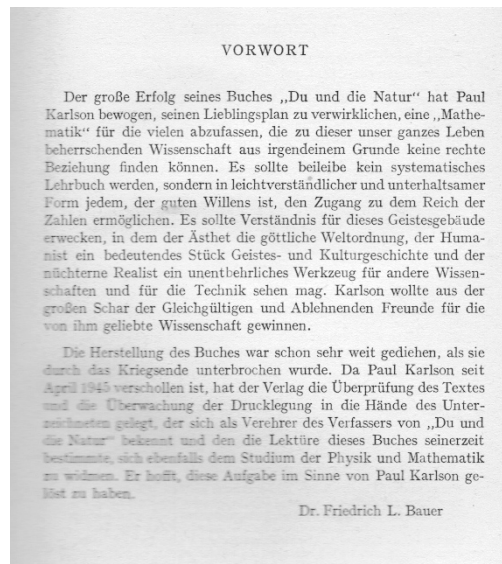 VORWORT
Der große Erfolg seines Buches „Du und die Natur“ hat Paul
Karlson bewogen, seinen Lieblingsplan zu verwirklichen, eine „Mathe-
matik“ für die vielen abzufassen, die zu dieser unser ganzes Leben
beherrschenden Wissenschaft aus irgendeinem Grunde keine rechte
Beziehung finden können. Es sollte beileibe kein systematisches
Lehrbuch werden, sondern in leichtverständlicher und unterhaltsamer
Form jedem, der guten Willens ist, den Zugang zu dem Reich der
Zahlen ermöglichen. Es sollte Verständnis für dieses Geistesgebäude
erwecken, in dem der Ästhet die göttliche Weltordnung, der Huma-
nist ein bedeutendes Stück Geistes- und Kulturgeschichte und der
nüchterne Realist ein unentbehrliches Werkzeug für andere Wissen-
schaften und für die Technik sehen mag. Karlson wollte aus der
großen Schar der Gleichgültigen und Ablehnenden Freunde für die
von ihm geliebte Wissenschaft gewinnen.
Die Herstellung des Buches war schon sehr weit gediehen, als sie
durch das Kriegsende unterbrochen wurde. Da Paul Karlson seit
April 1945 verschollen ist, hat der Verlag die Überprüfung des Textes
und die Überwachung der Drucklegung in die Hände des Unter-
zeichneten gelegt, der sich als Verehrer des Verfassers von „Du und
die Natur“ bekennt und den die Lektüre dieses Buches seinerzeit
bestimmte, sich ebenfalls dem Studium der Physik und Mathematik
zu widmen. Er hofft, diese Aufgabe im Sinne von Paul Karlson ge-
löst zu haben.
Dr. Friedrich L. Bauer